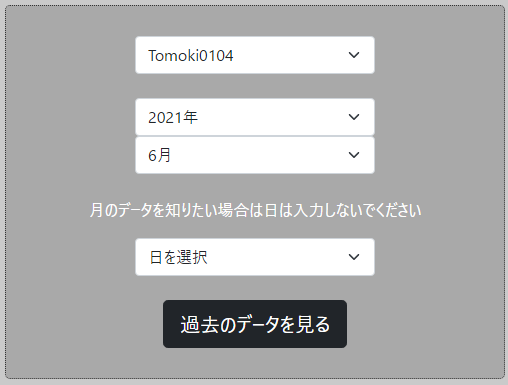 Tomoki0104
2021年
6月
月のデータを知りたい場合は日は入力しないでください
日を選択
過去のデータを見る